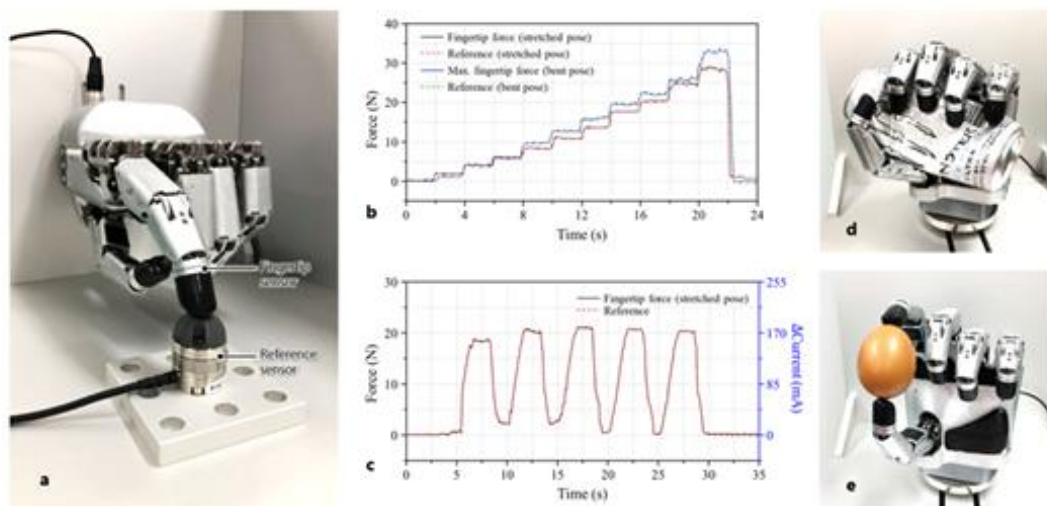 Fingertip
sensor
Reference
sensor
a
40
30
20
10
0
Force (N)
Fingertip force (stretched pose)
Reference (stretched pose)
Max. fingertip force (bent pose)
Reference (bent pose)
0 4 8 12 16 20 24
Time (s)
b
30
20
10
0
Force (N)
Fingertip force (stretched pose)
Reference
255
170
85
0
ΔCurrent (mA)
0 5 10 15 20 25 30 35
Time (s)
c
d
e